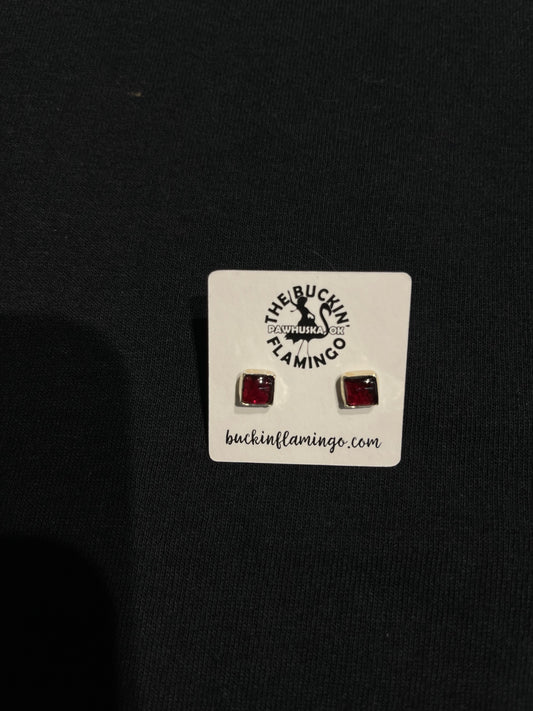 THE BUCKIN'
PAWHUSKA, OK
FLAMINGO
buckinflamingo.com